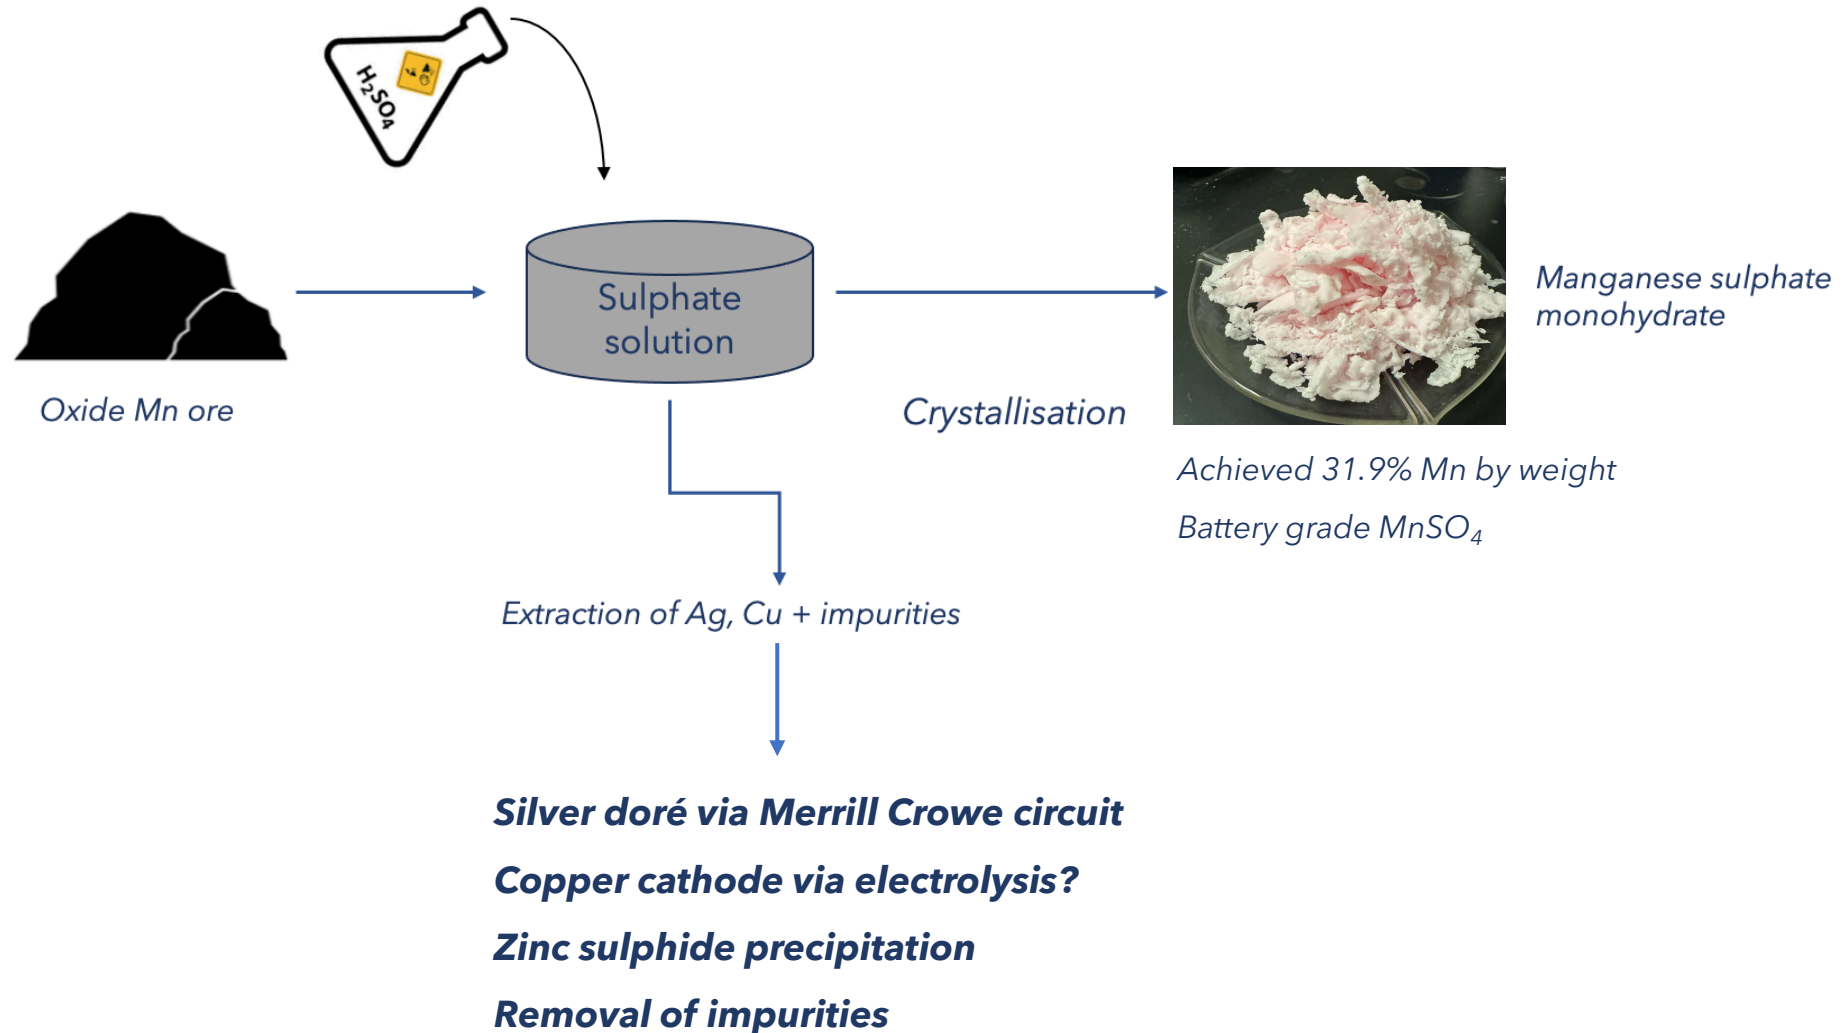 H₂SO₄
Sulphate
solution
Manganese sulphate
monohydrate
Oxide Mn ore
Crystallisation
Achieved 31.9% Mn by weight
Battery grade MnSO₄
Extraction of Ag, Cu + impurities
Silver doré via Merrill Crowe circuit
Copper cathode via electrolysis?
Zinc sulphide precipitation
Removal of impurities